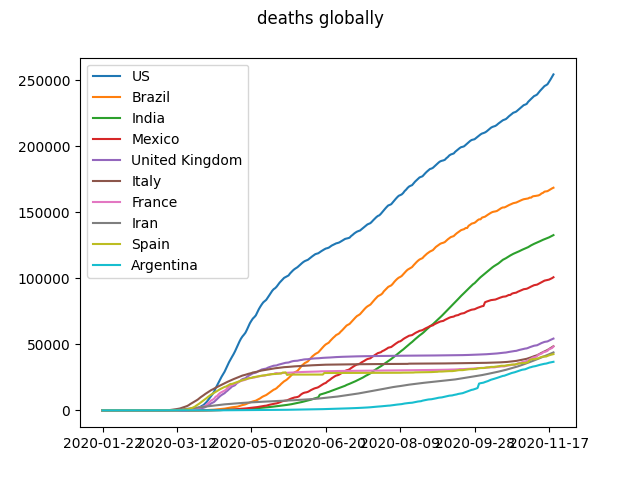 deaths globally
250000
200000
150000
100000
50000
0
US
Brazil
India
Mexico
United Kingdom
Italy
France
Iran
Spain
Argentina
2020-01-22 2020-03-12 2020-05-01 2020-06-20 2020-08-09 2020-09-28 2020-11-17